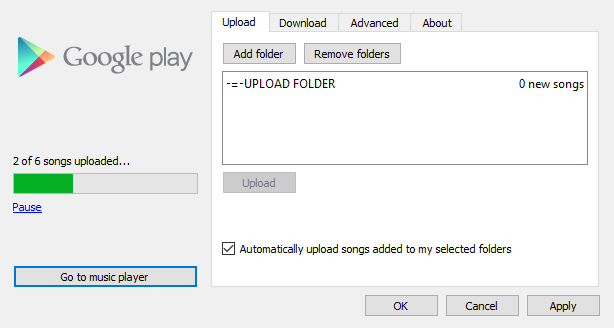 Upload
Download
Advanced
About
Google play
Add folder
Remove folders
-=-UPLOAD FOLDER 0 new songs
2 of 6 songs uploaded...
Pause
Upload
Automatically upload songs added to my selected folders
Go to music player
OK
Cancel
Apply